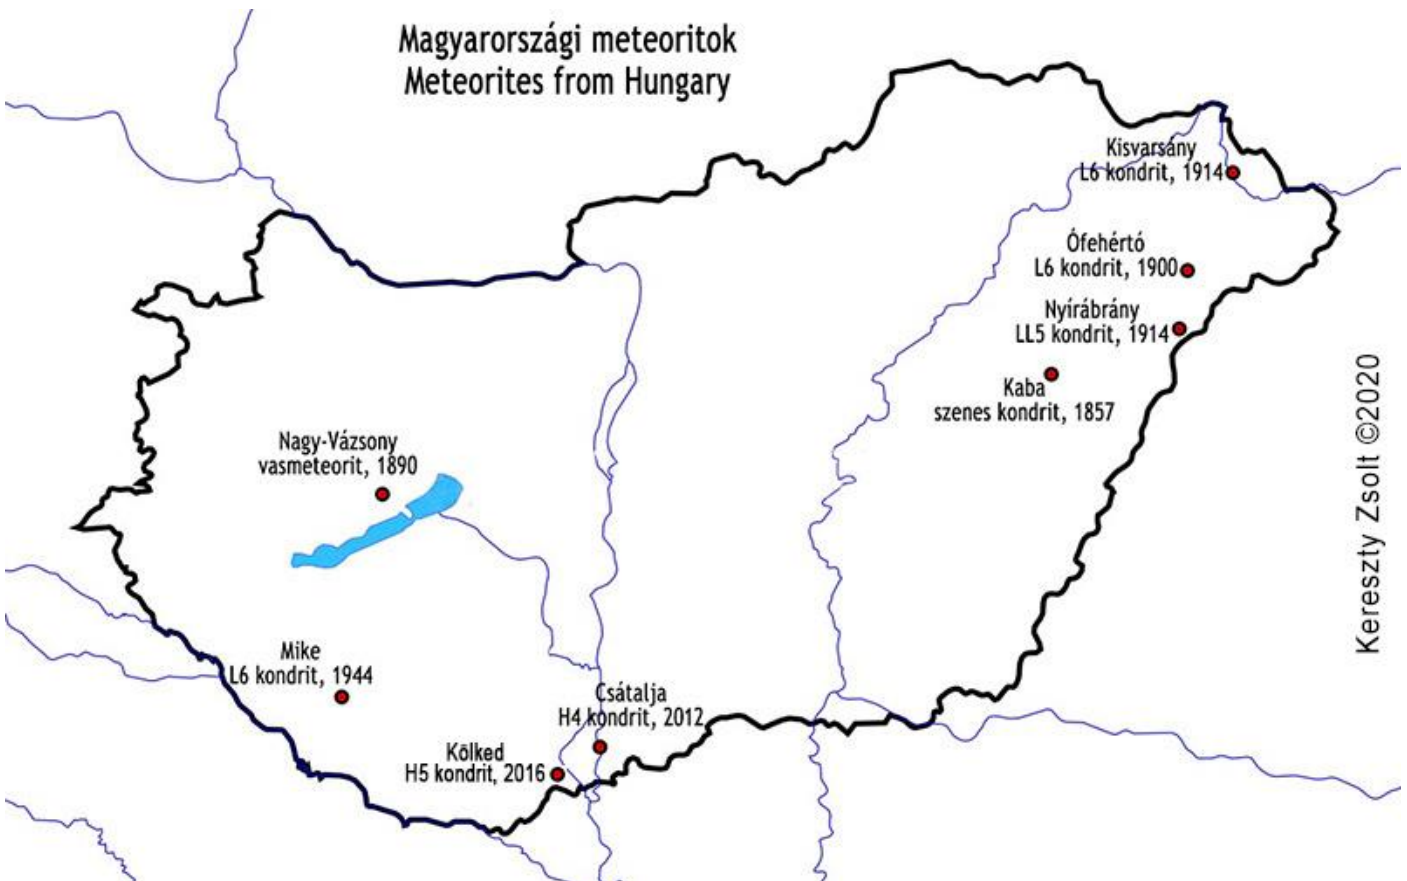 Magyarországi meteoritok
Meteorites from Hungary
Kisvarsány
L6 kondrit, 1914
Ófehértó
L6 kondrit, 1900
Nyírábrány
LL5 kondrit, 1914
Kaba
szenes kondrit, 1857
Nagy-Vázsony
vasmeteorit, 1890
Mike
L6 kondrit, 1944
Csátalja
H4 kondrit, 2012
Kölked
H5 kondrit, 2016
Kereszty Zsolt ©2020